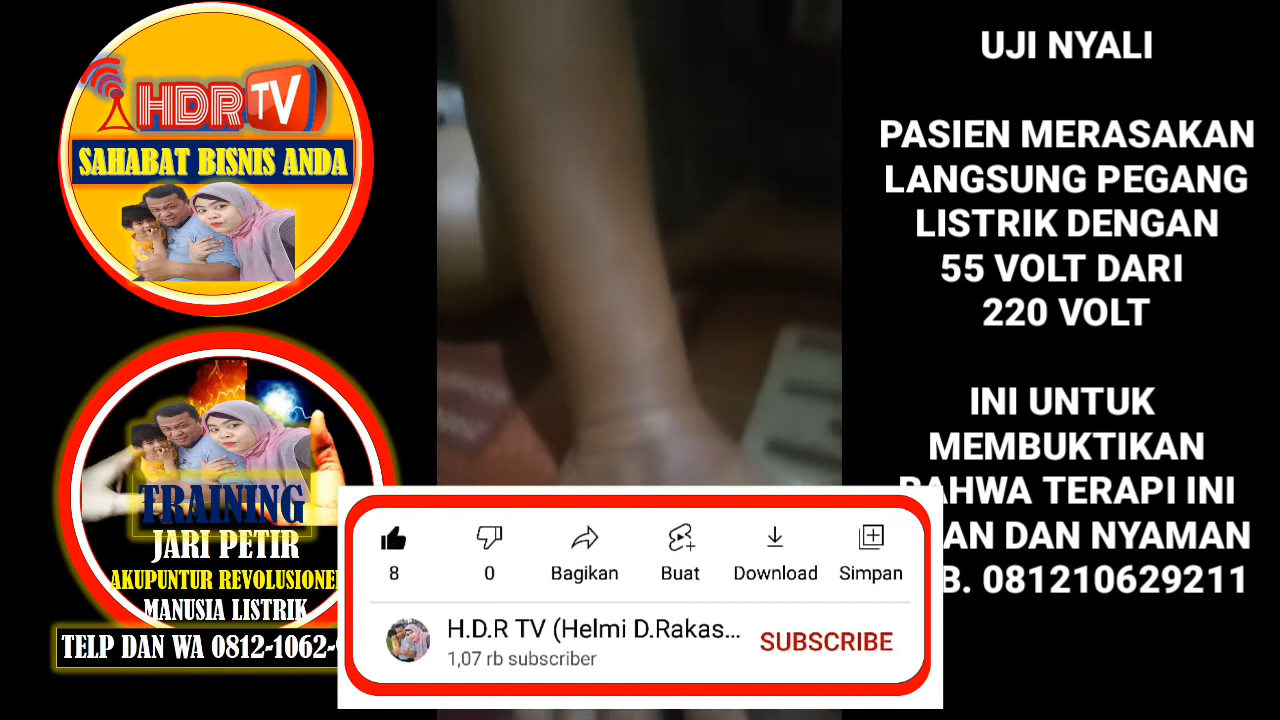 HDR TV
SAHABAT BISNIS ANDA
TRAINING
JARI PETIR
AKUPUNTUR REVOLUSIONE
MANUSIA LISTRIK
TELP DAN WA 0812-1062-
UJI NYALI
PASIEN MERASAKAN
LANGSUNG PEGANG
LISTRIK DENGAN
55 VOLT DARI
220 VOLT
INI UNTUK
MEMBUKTIKAN
BAHWA TERAPI INI
AN DAN NYAMAN
B. 081210629211
8
0
Bagikan
Buat
Download
Simpan
H.D.R TV (Helmi D.Rakas...
1,07 rb subscriber
SUBSCRIBE